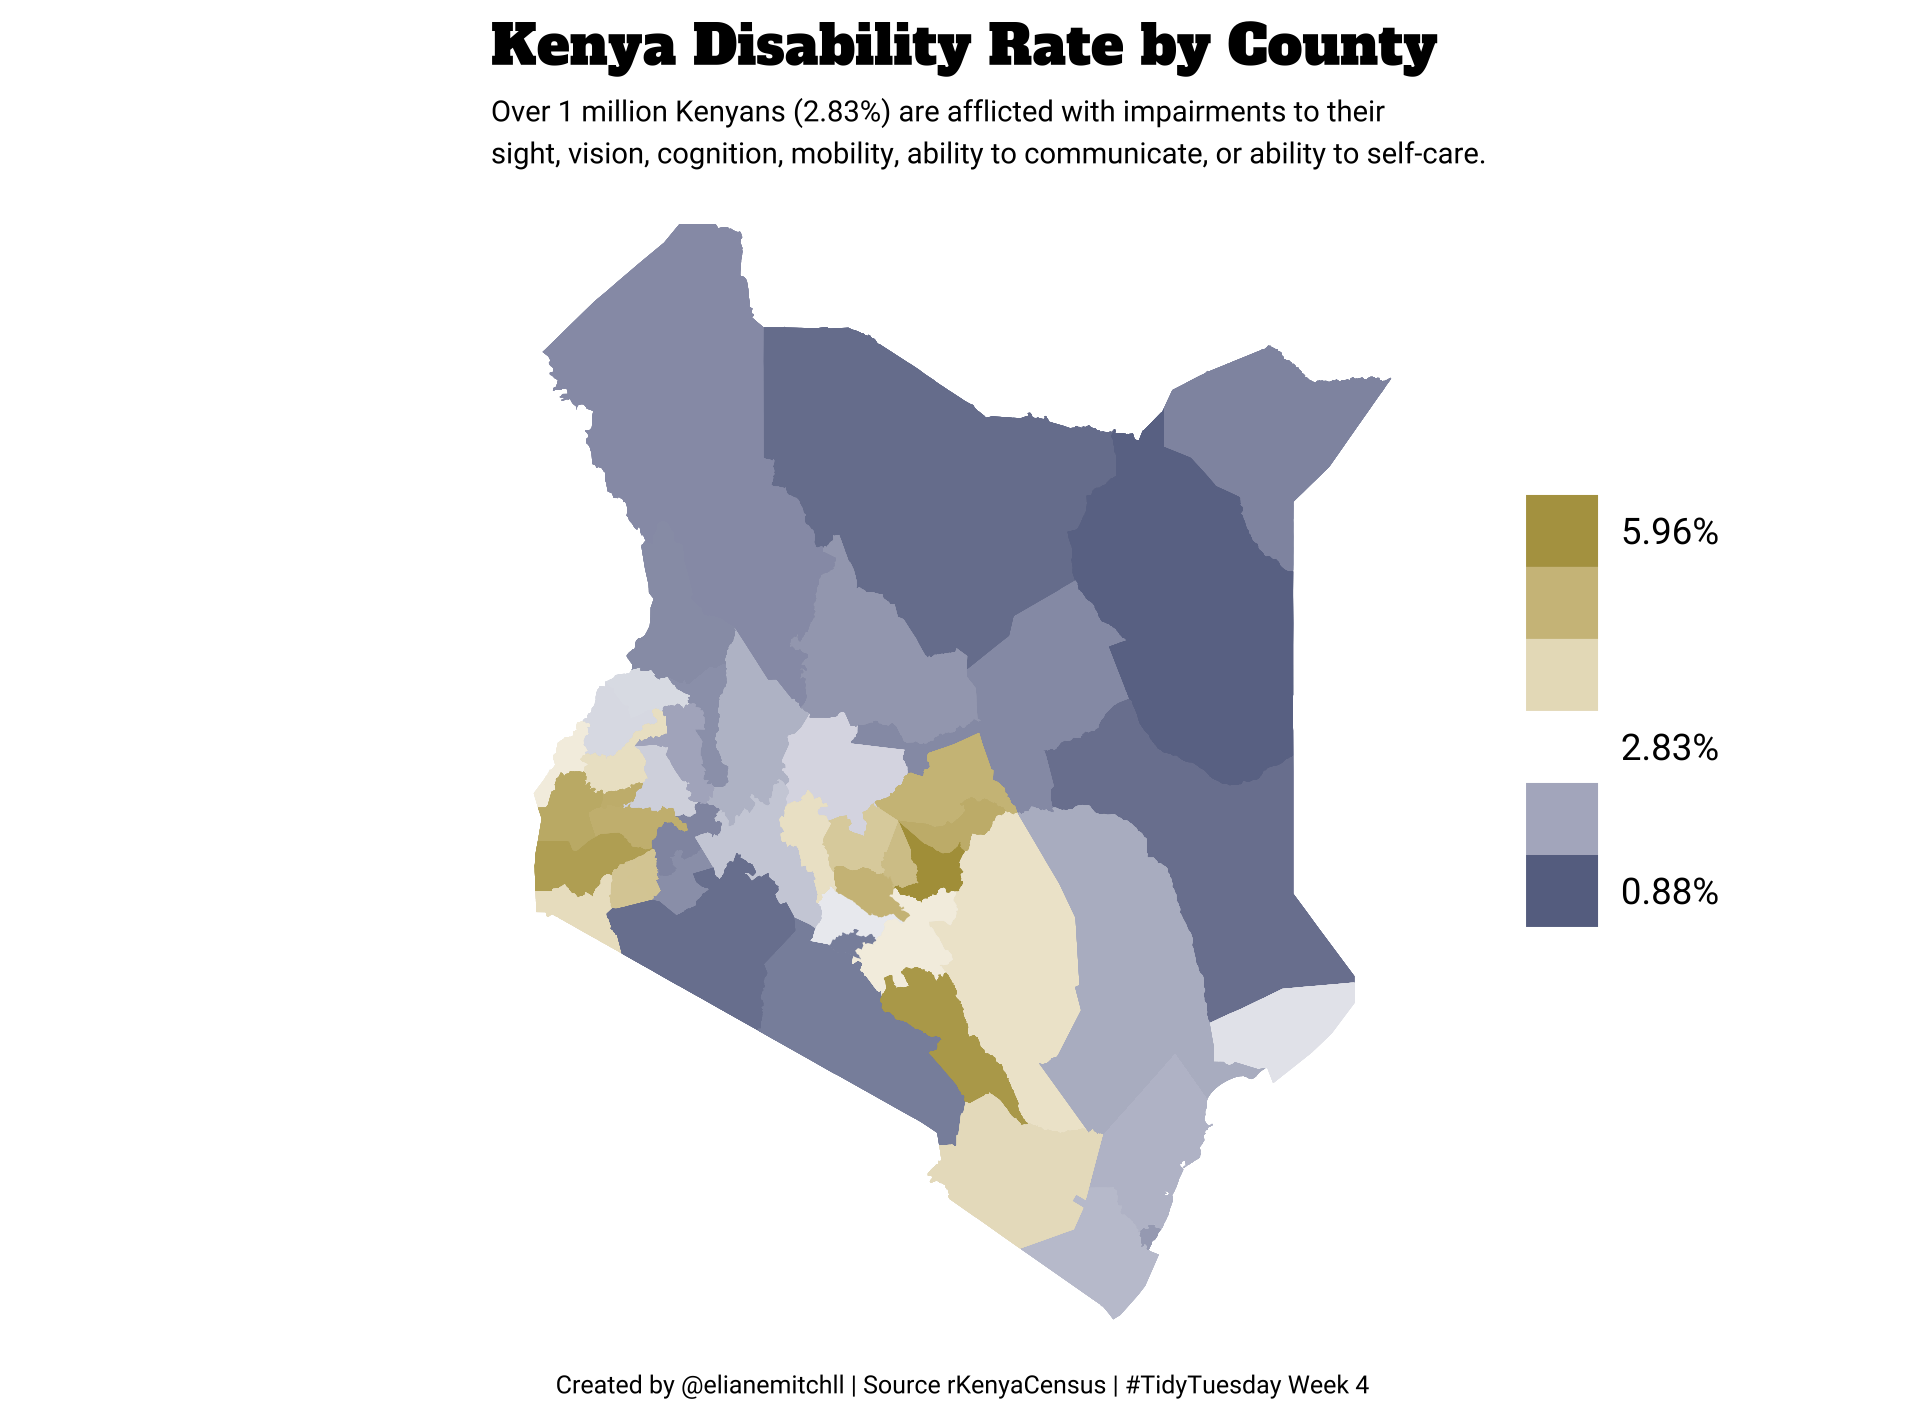 Kenya Disability Rate by County
Over 1 million Kenyans (2.83%) are afflicted with impairments to their
sight, vision, cognition, mobility, ability to communicate, or ability to self-care.
5.96%
2.83%
0.88%
Created by @elianemitchll | Source rKenyaCensus | #TidyTuesday Week 4